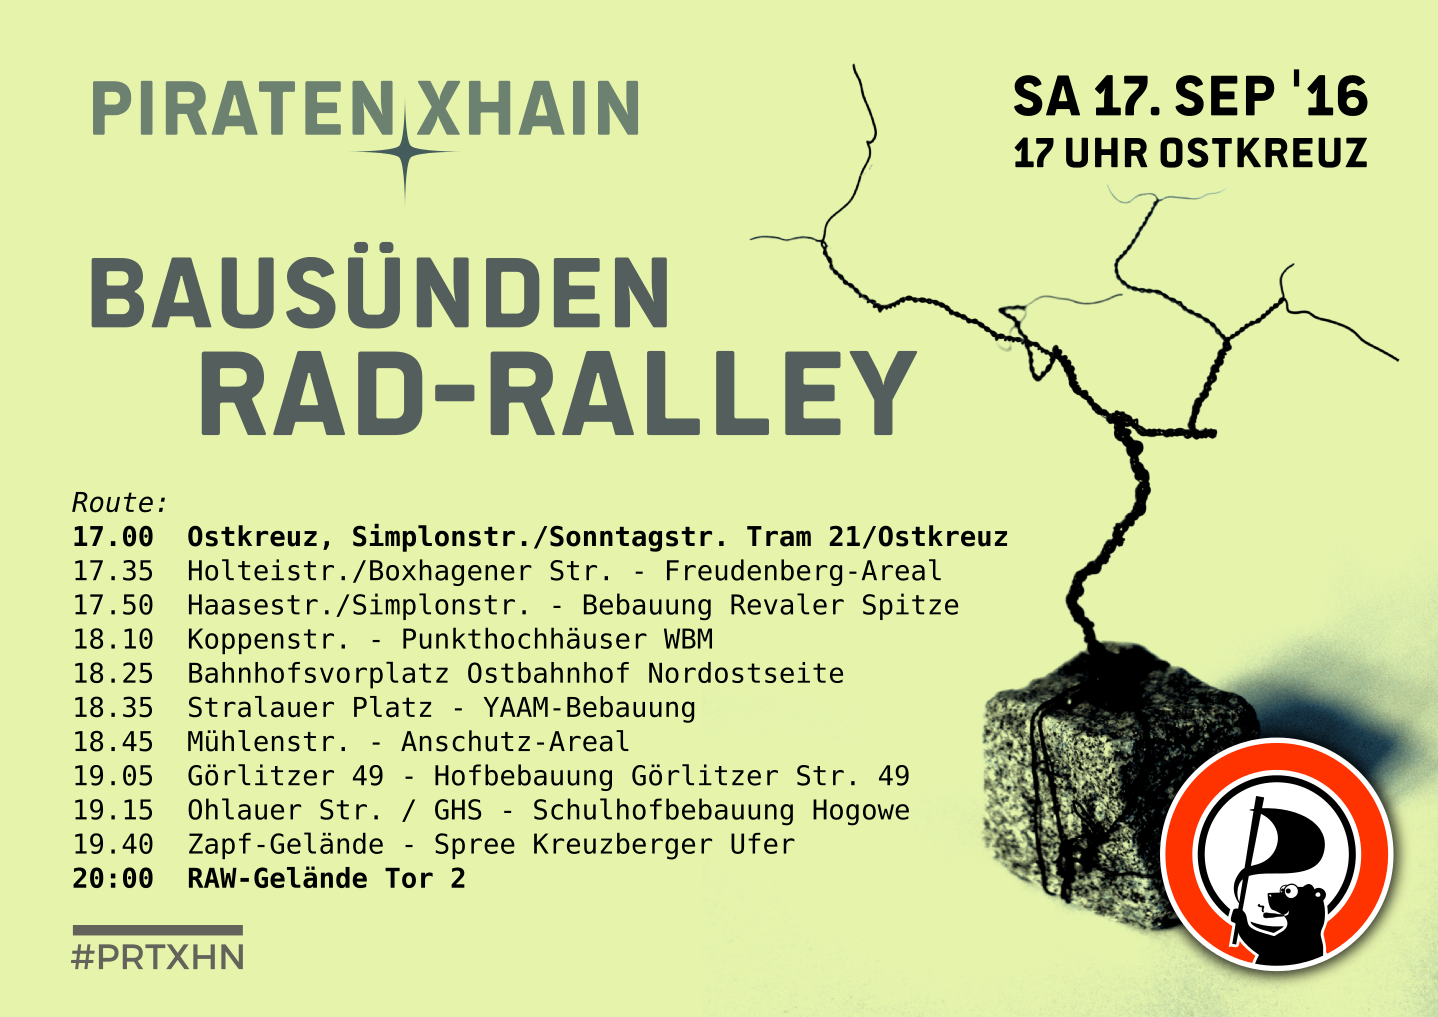 PIRATEN XHAIN
SA 17. SEP '16
17 UHR OSTKREUZ
BAUSÜNDEN
RAD-RALLEY
Route:
17.00 Ostkreuz, Simplonstr./Sonntagstr. Tram 21/Ostkreuz
17.35 Holteistr./Boxhagener Str. - Freudenberg-Areal
17.50 Haasestr./Simplonstr. - Bebauung Revaler Spitze
18.10 Koppenstr. - Punkthochhäuser WBM
18.25 Bahnhofsvorplatz Ostbahnhof Nordostseite
18.35 Stralauer Platz - YAAM-Bebauung
18.45 Mühlenstr. - Anschutz-Areal
19.05 Görlitzer 49 - Hofbebauung Görlitzer Str. 49
19.15 Ohlauer Str. / GHS - Schulhofbebauung Hogowe
19.40 Zapf-Gelände - Spree Kreuzberger Ufer
20:00 RAW-Gelände Tor 2
#PRTXHN